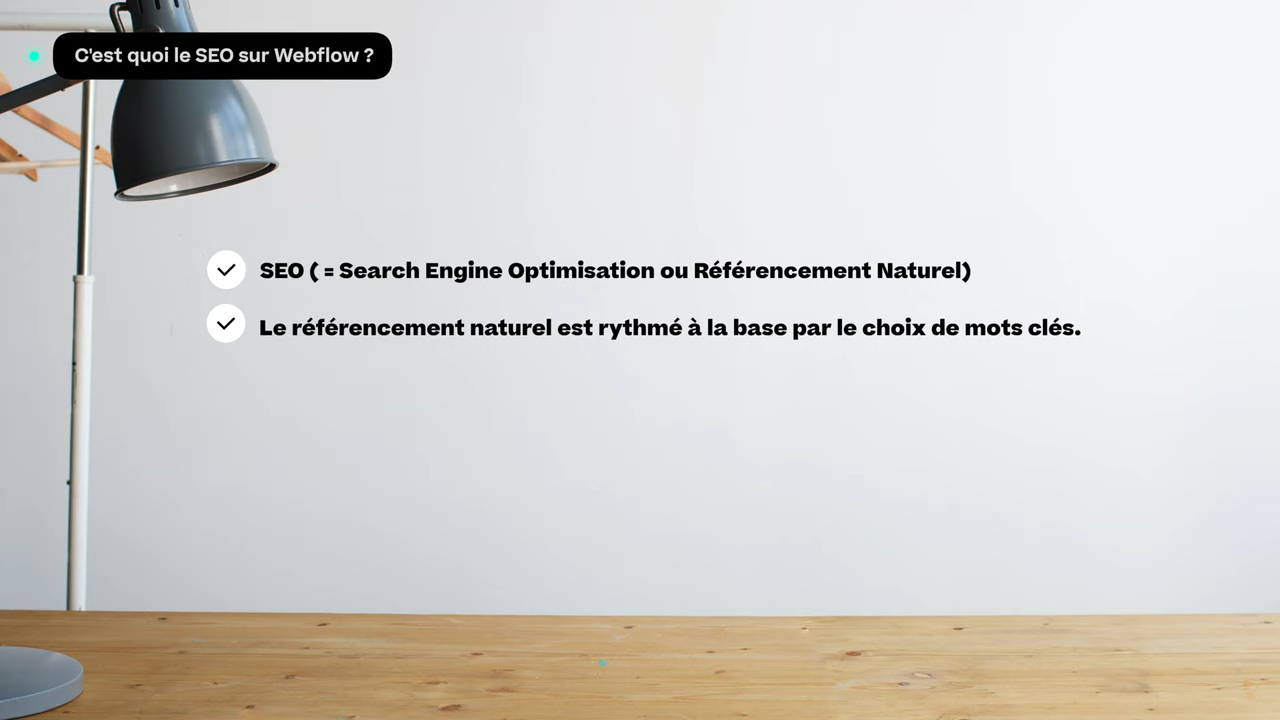 C'est quoi le SEO sur Webflow ?
SEO ( = Search Engine Optimisation ou Référencement Naturel)
Le référencement naturel est rythmé à la base par le choix de mots clés.